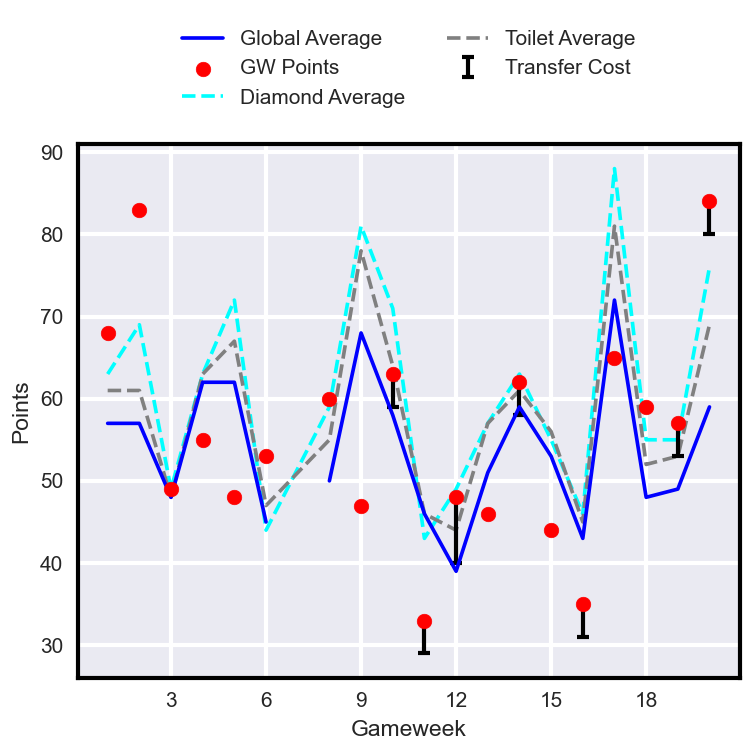 Global Average
GW Points
Diamond Average
Toilet Average
Transfer Cost
90
80
70
60
50
40
30
Points
3 6 9 12 15 18
Gameweek